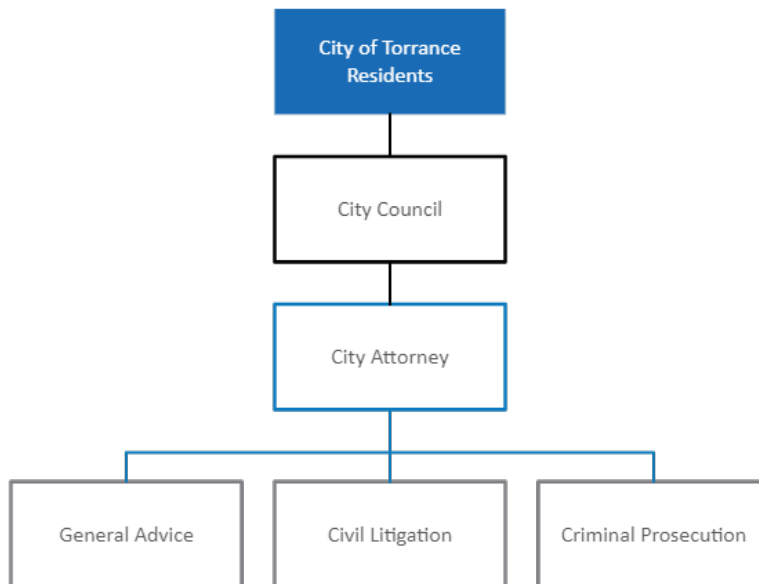 City of Torrance
Residents
City Council
City Attorney
General Advice
Civil Litigation
Criminal Prosecution